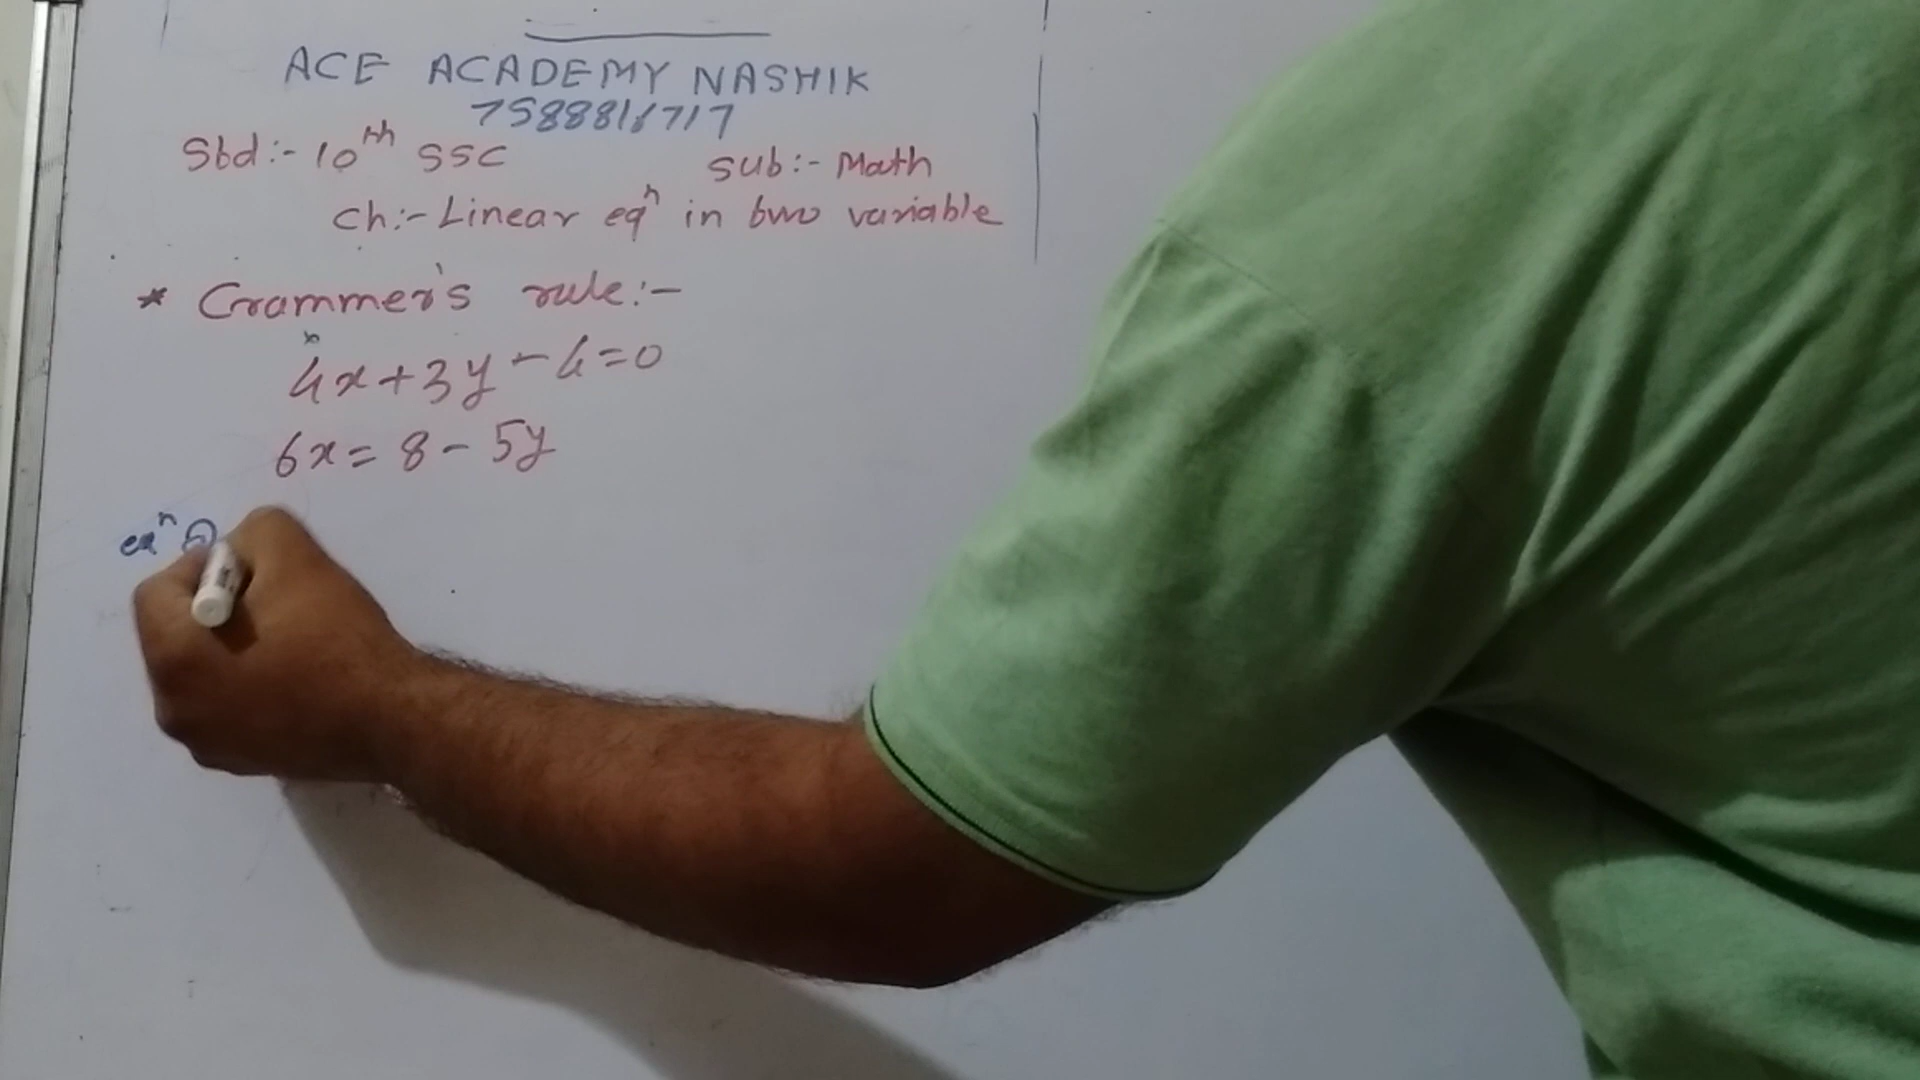 ACE ACADEMY NASHIK
7588816717
Std:- 10th SSC Sub:- Math
Ch:- Linear eqn in two variable
* Crammer's rule:-
4x+3y-4=0
6x=8-5y
eqn